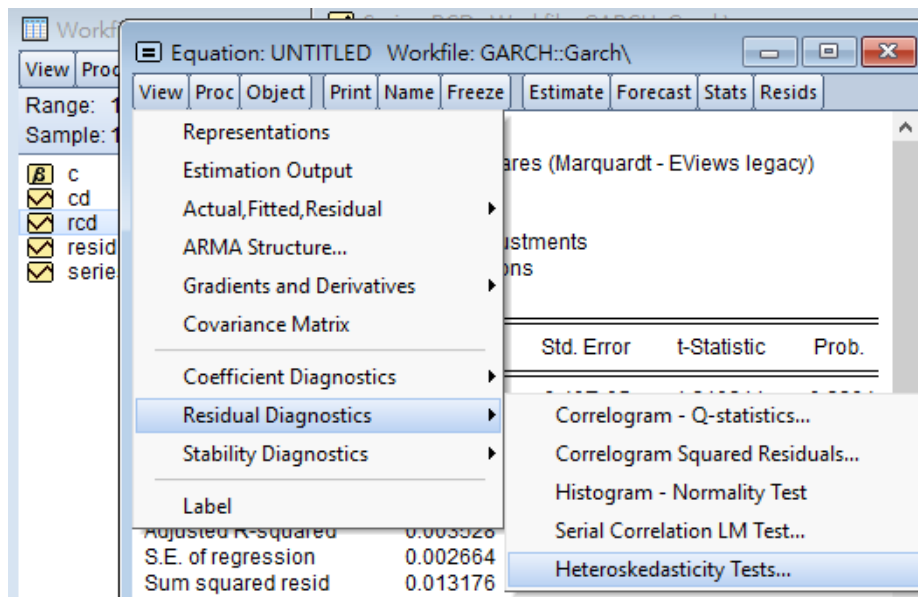 Workf
View Proc
Range: 1
Sample: 1
c
cd
rcd
resid
serie
Equation: UNTITLED Workfile: GARCH::Garch\
View Proc Object Print Name Freeze Estimate Forecast Stats Resids
Representations
Estimation Output
Actual,Fitted,Residual
ARMA Structure...
Gradients and Derivatives
Covariance Matrix
Coefficient Diagnostics
Residual Diagnostics
Stability Diagnostics
Label
ares (Marquardt - EViews legacy)
ustments
ons
Std. Error t-Statistic Prob.
Correlogram - Q-statistics...
Correlogram Squared Residuals...
Histogram - Normality Test
Serial Correlation LM Test...
Heteroskedasticity Tests...
Adjusted R-squared 0.003528
S.E. of regression 0.002664
Sum squared resid 0.013176